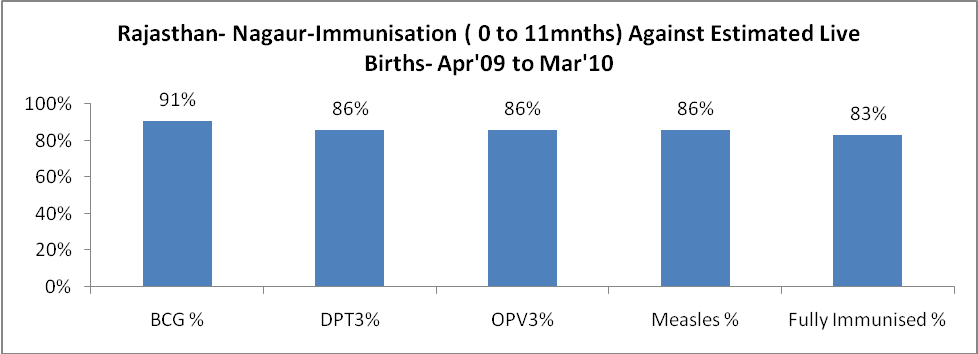 Rajasthan- Nagaur-Immunisation ( 0 to 11mnths) Against Estimated Live
Births- Apr'09 to Mar'10
100%
80%
60%
40%
20%
0%
91%
86%
86%
86%
83%
BCG %
DPT3%
OPV3%
Measles %
Fully Immunised %